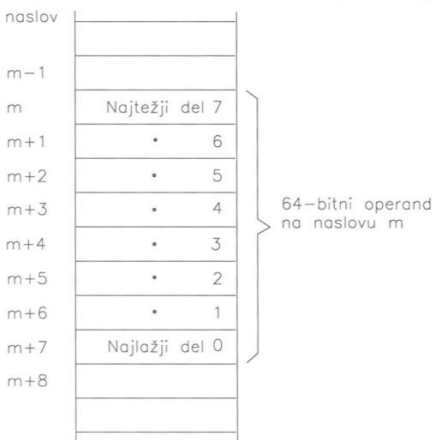 naslov
m-1
m Najtežji del 7
m+1 • 6
m+2 • 5
m+3 • 4
m+4 • 3
m+5 • 2
m+6 • 1
m+7 Najlažji del 0
m+8
64-bitni operand
na naslovu m